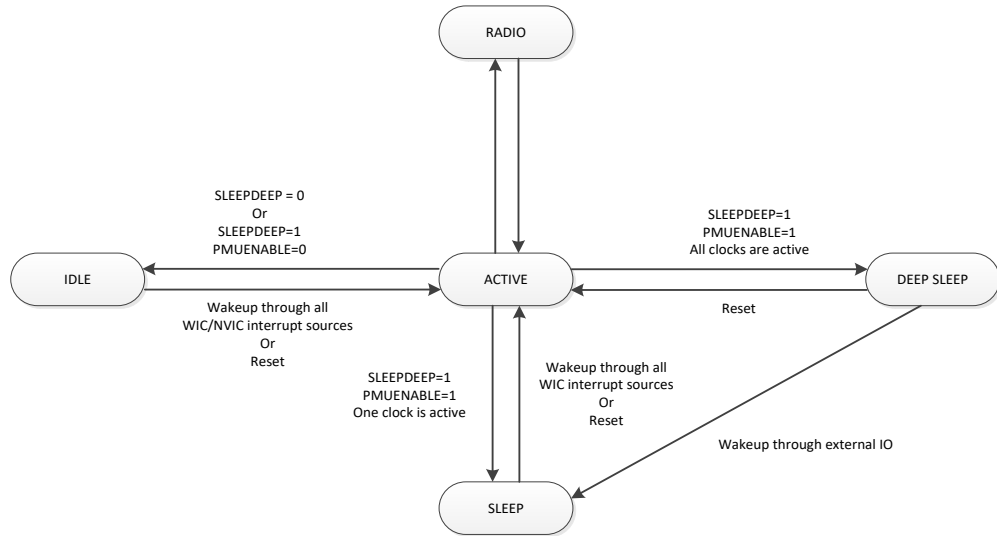 RADIO
SLEEPDEEP = 0
Or
SLEEPDEEP=1
PMUENABLE=0
SLEEPDEEP=1
PMUENABLE=1
All clocks are active
IDLE
ACTIVE
DEEP SLEEP
Wakeup through all
WIC/NVIC interrupt sources
Or
Reset
Reset
SLEEPDEEP=1
PMUENABLE=1
One clock is active
Wakeup through all
WIC interrupt sources
Or
Reset
Wakeup through external IO
SLEEP